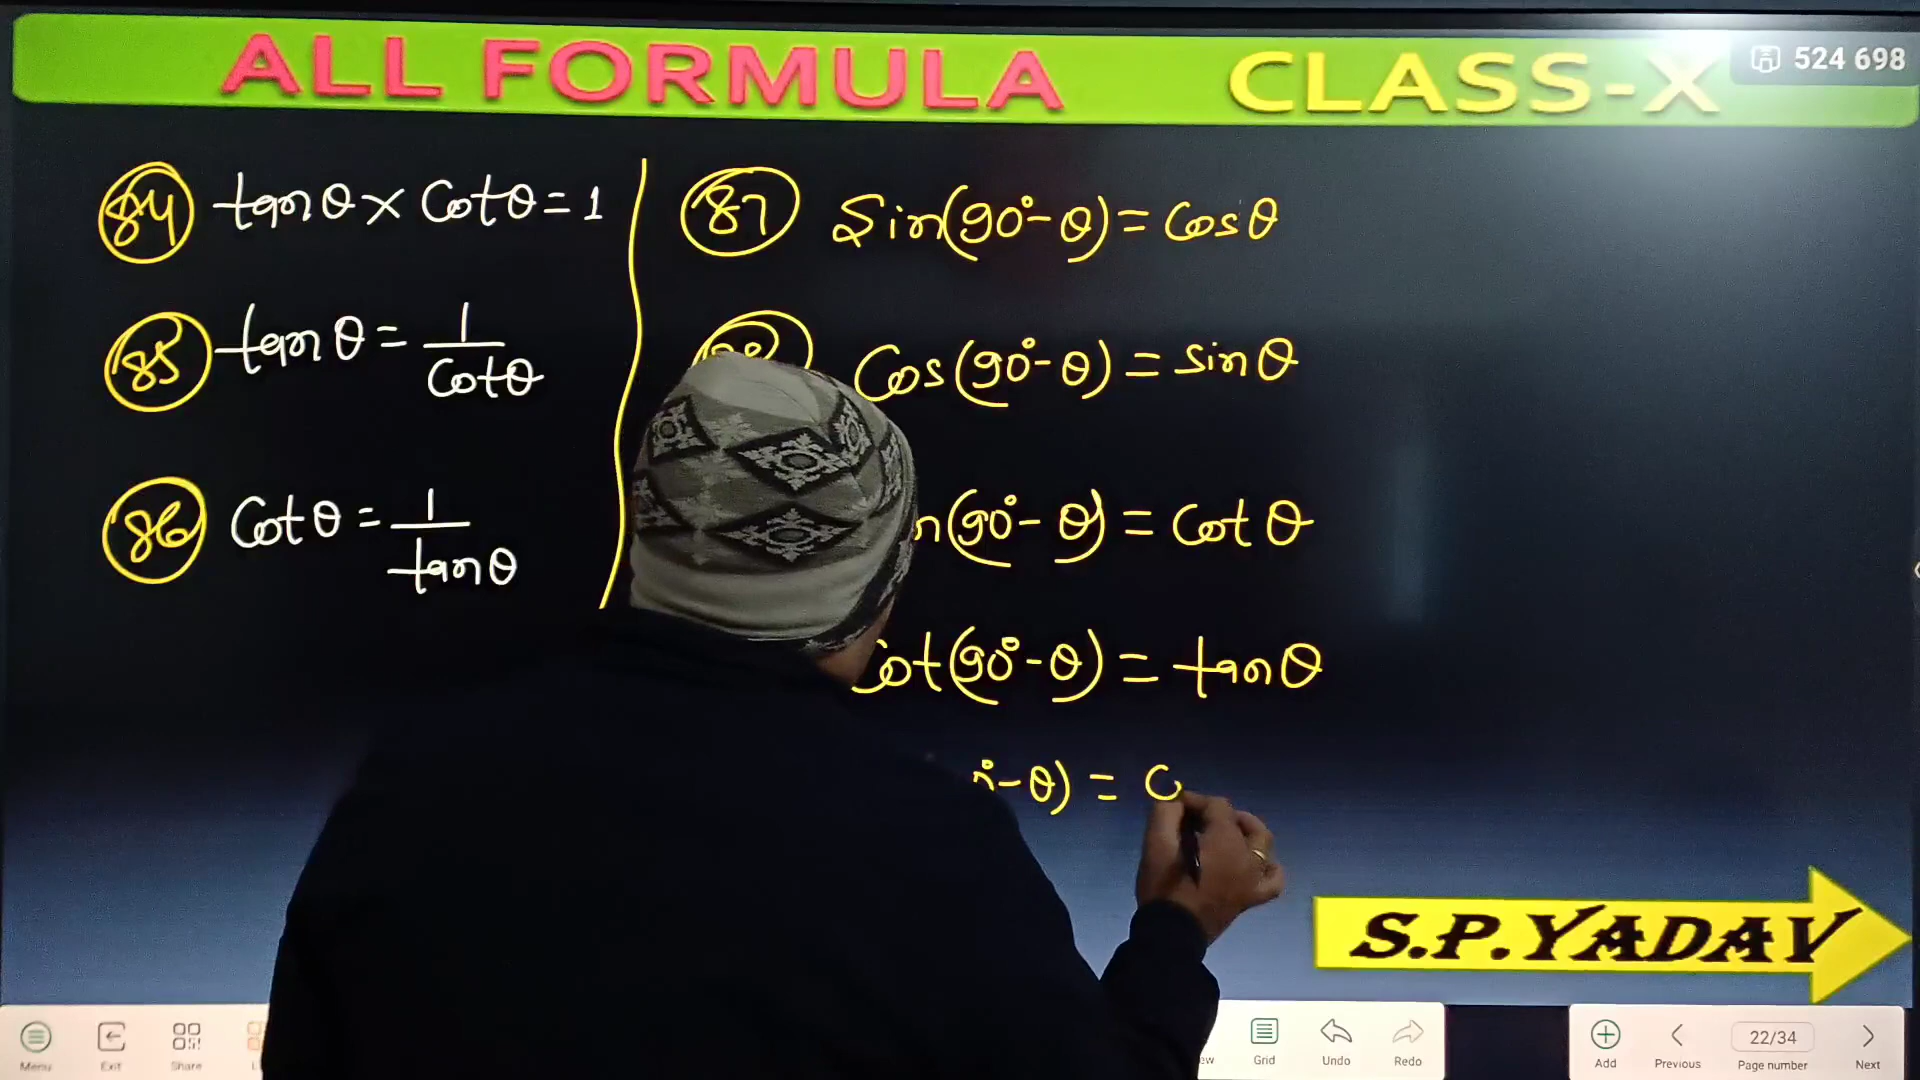 ALL FORMULA CLASS-X
524 698
84 tanθ × Cotθ = 1
85 tanθ = 1/Cotθ
86 Cotθ = 1/tanθ
87 Sin(90°-θ) = Cosθ
Cos(90°-θ) = Sinθ
n(90°-θ) = Cotθ
Cot(90°-θ) = tanθ
°-θ) = C
S.P.YADAV
Menu Exit Share Grid Undo Redo Add Previous 22/34 Page number Next